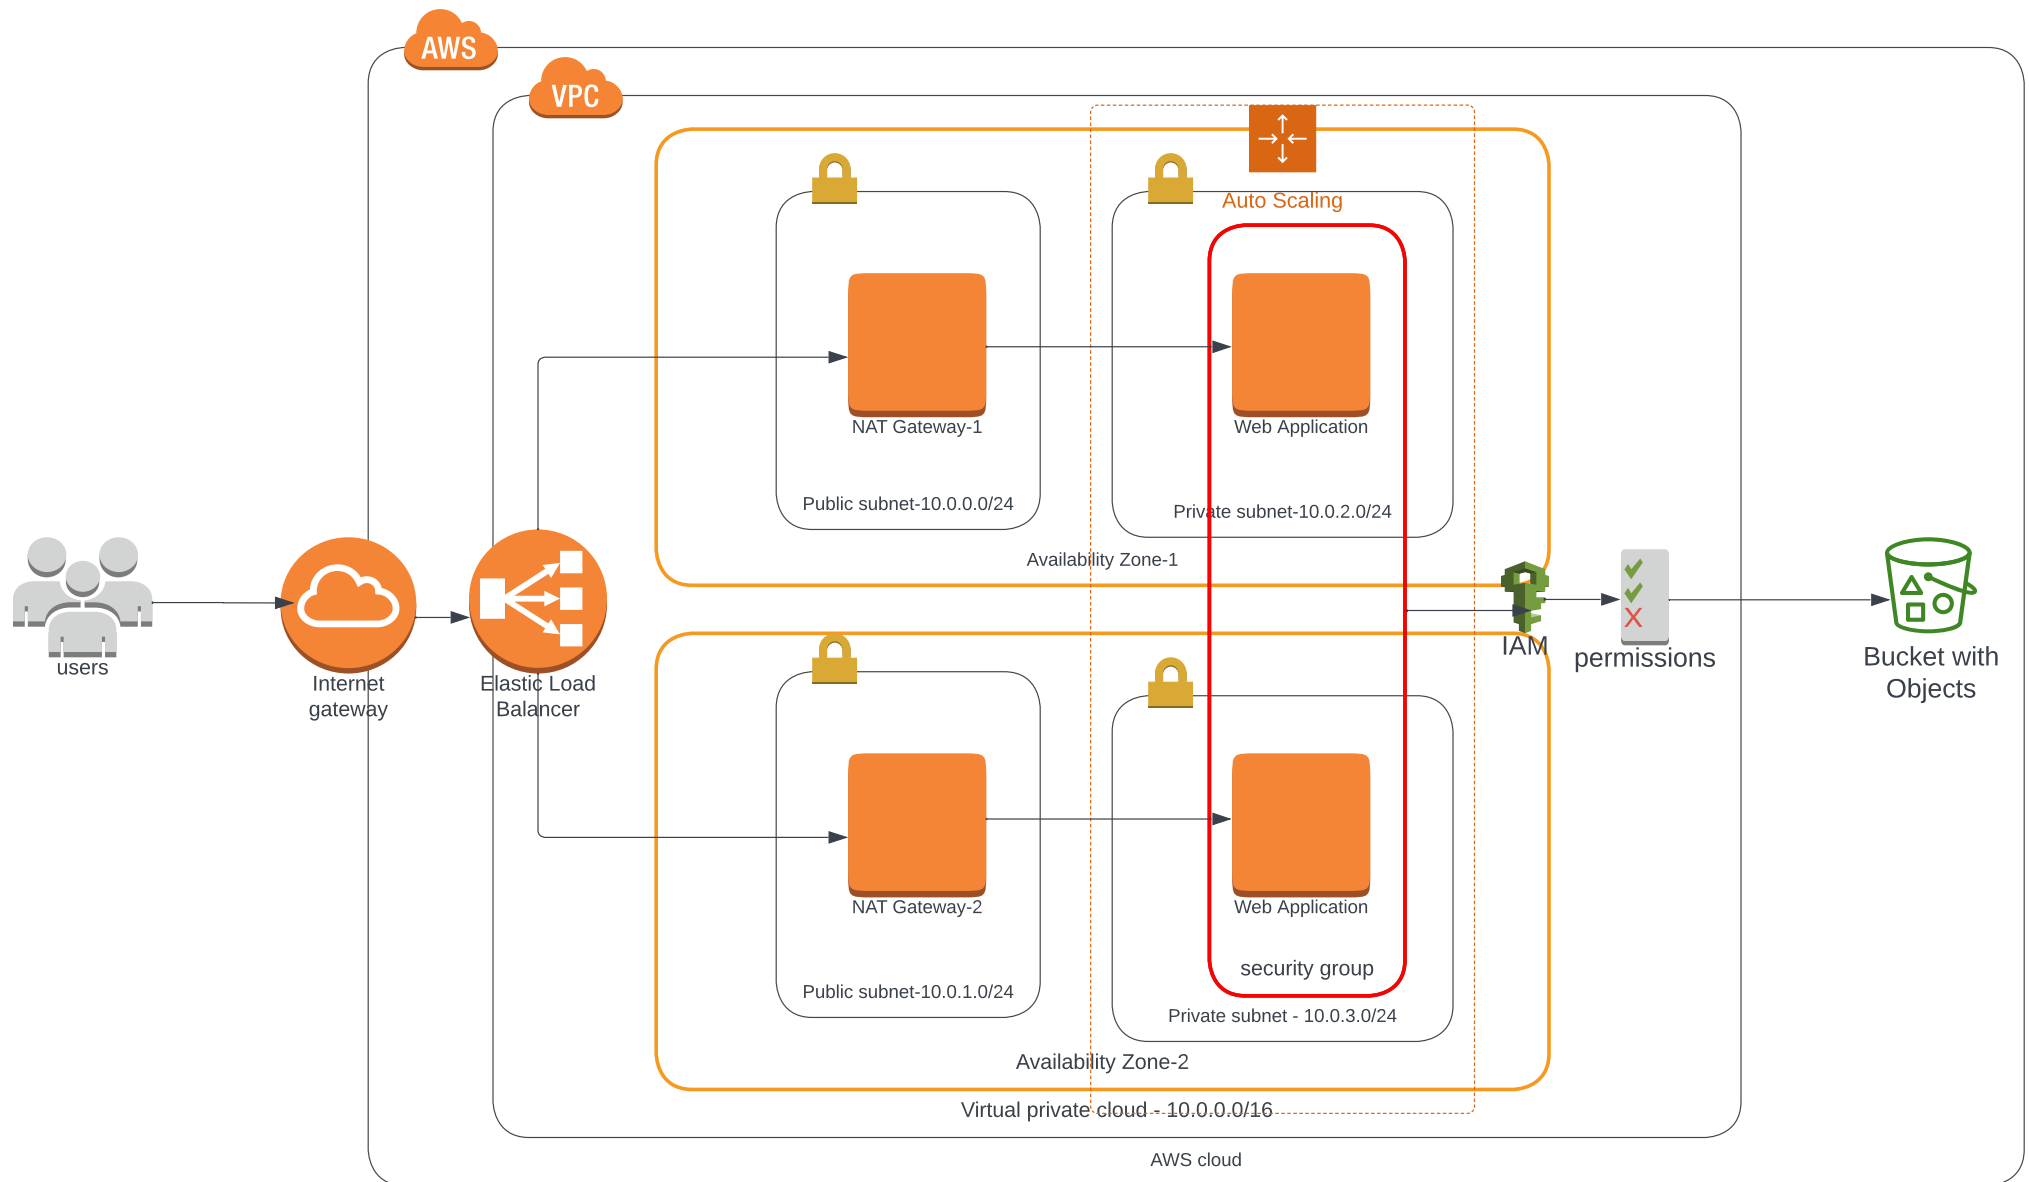 AWS
VPC
Auto Scaling
NAT Gateway-1
Web Application
Public subnet-10.0.0.0/24
Private subnet-10.0.2.0/24
Availability Zone-1
users
Internet
gateway
Elastic Load
Balancer
IAM
X
permissions
Bucket with
Objects
NAT Gateway-2
Web Application
security group
Public subnet-10.0.1.0/24
Private subnet - 10.0.3.0/24
Availability Zone-2
Virtual private cloud - 10.0.0.0/16
AWS cloud